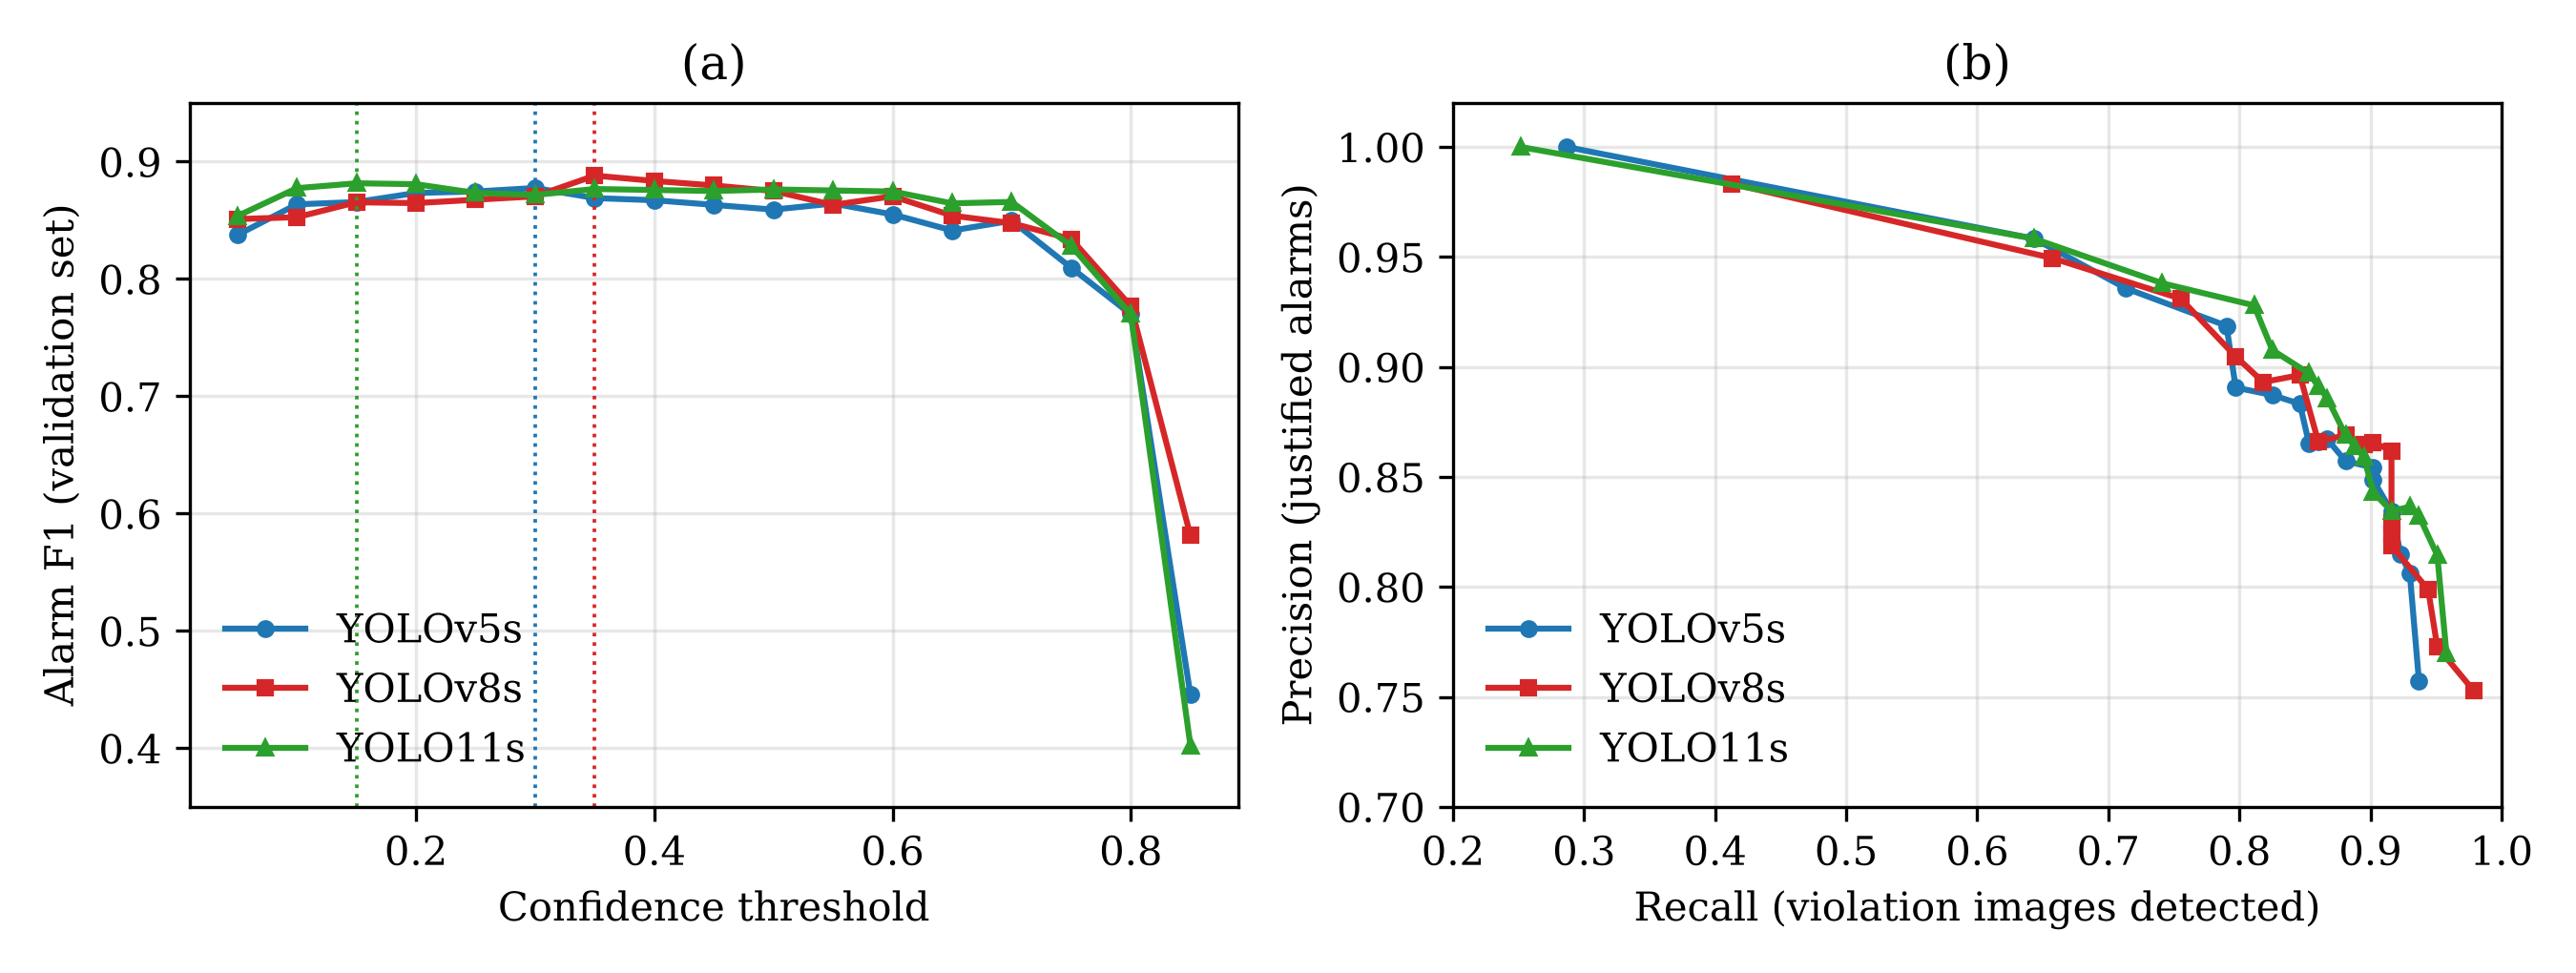 (a)
Alarm F1 (validation set)
0.9
0.8
0.7
0.6
0.5
0.4
YOLOv5s
YOLOv8s
YOLO11s
0.2 0.4 0.6 0.8
Confidence threshold
(b)
Precision (justified alarms)
1.00
0.95
0.90
0.85
0.80
0.75
0.70
YOLOv5s
YOLOv8s
YOLO11s
0.2 0.3 0.4 0.5 0.6 0.7 0.8 0.9 1.0
Recall (violation images detected)